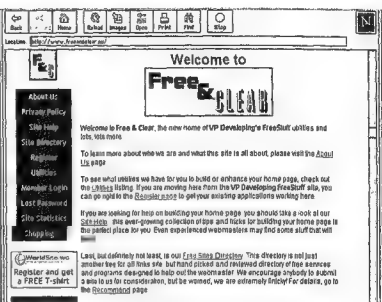 Back Home Reload Images Open Print Find Stop
Location: http://www.freenclear.as/
Welcome to
Free
&
CLEAR
About Us
Privacy Policy
Site Help
Site Directory
Register
Utilities
Member Login
Lost Password
Site Statistics
Shopping
WorldSite.ws
Register and get
a FREE T-shirt
Welcome to Free & Clear, the new home of VP Developing's FreeStuff utilities and
lots, lots more.
To learn more about who we are and what this site is all about, please visit the About
Us page
To see what utilities we have for you to build or enhance your home page, check out
the Utilities listing. If you are moving here from the VP Developing FreeStuff site, you
can go right to the Register page to get your existing applications working here
If you are looking for help on building your home page you should take a look at our
Site Help. This ever-growing collection of tips and tricks for building your home page is
the perfect place for you. Even experienced webmasters may find some stuff that will
Last, but definitely not least, is our Free Sites Directory. This directory is not just
another free for all links site, but hand picked and reviewed directory of free services
and programs designed to help out the webmaster. We encourage anybody to submit
a site to us for consideration, but be warned, we are extremely finicky! For details, go to
the Recommend page